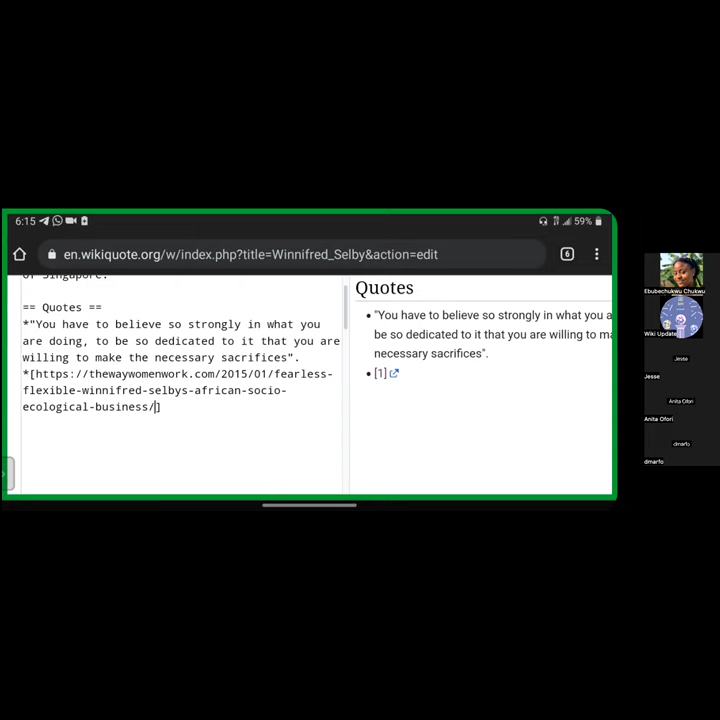 6:15
59%
en.wikiquote.org/w/index.php?title=Winnifred_Selby&action=edit
6
of Singapore.
== Quotes ==
*"You have to believe so strongly in what you
are doing, to be so dedicated to it that you are
willing to make the necessary sacrifices".
*[https://thewaywomenwork.com/2015/01/fearless-
flexible-winnifred-selbys-african-socio-
ecological-business/]
Quotes
• "You have to believe so strongly in what you a
be so dedicated to it that you are willing to ma
necessary sacrifices".
• [1]
Ebubechukwu Chukwu
Wiki Update
Jesse
Jesse
Anita Ofori
Anita Ofori
dmarfo
dmarfo